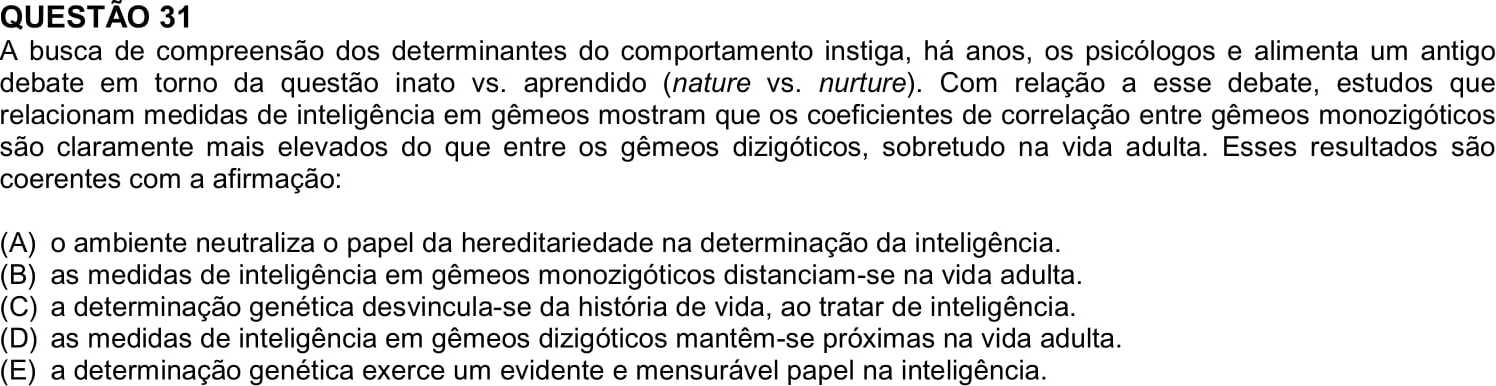 QUESTÃO 31
A busca de compreensão dos determinantes do comportamento instiga, há anos, os psicólogos e alimenta um antigo
debate em torno da questão inato vs. aprendido (nature vs. nurture). Com relação a esse debate, estudos que
relacionam medidas de inteligência em gêmeos mostram que os coeficientes de correlação entre gêmeos monozigóticos
são claramente mais elevados do que entre os gêmeos dizigóticos, sobretudo na vida adulta. Esses resultados são
coerentes com a afirmação:
(A) o ambiente neutraliza o papel da hereditariedade na determinação da inteligência.
(B) as medidas de inteligência em gêmeos monozigóticos distanciam-se na vida adulta.
(C) a determinação genética desvincula-se da história de vida, ao tratar de inteligência.
(D) as medidas de inteligência em gêmeos dizigóticos mantêm-se próximas na vida adulta.
(E) a determinação genética exerce um evidente e mensurável papel na inteligência.